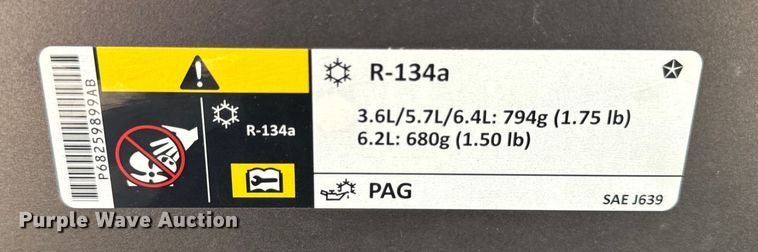 P68259899AB
R-134a
R-134a
3.6L/5.7L/6.4L: 794g (1.75 lb)
6.2L: 680g (1.50 lb)
PAG
SAE J639
Purple Wave Auction